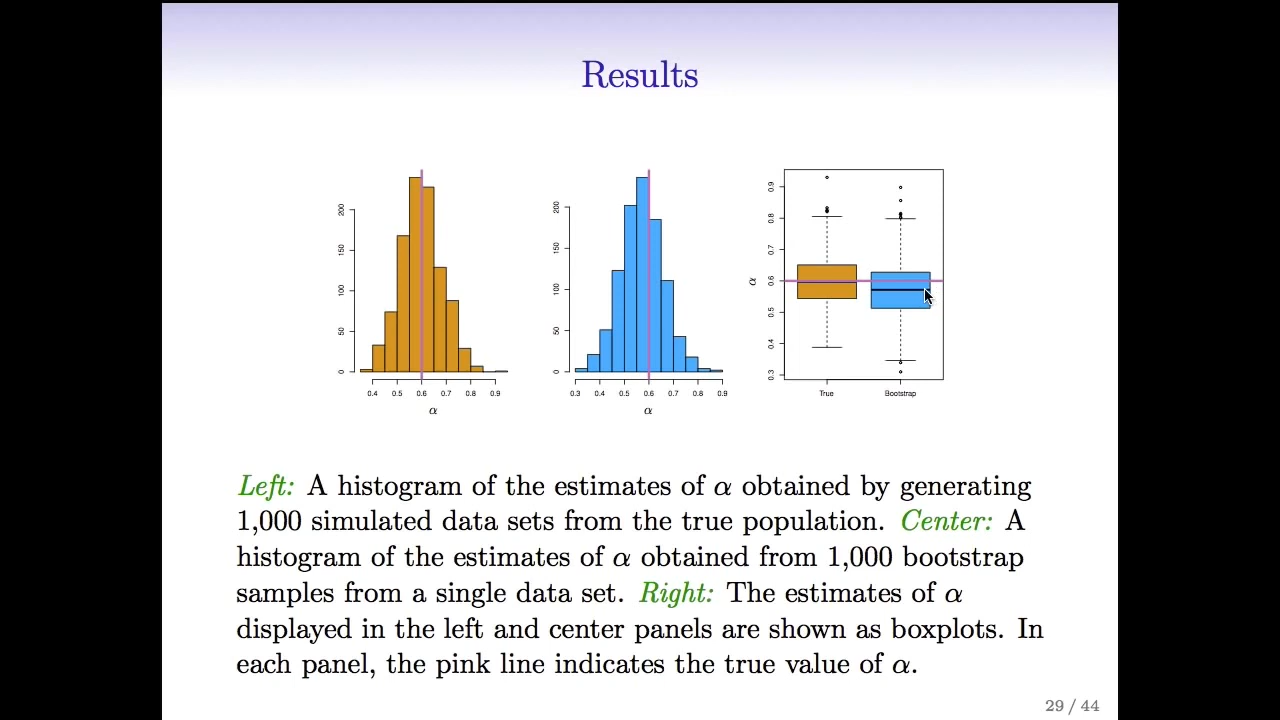 Results
0 50 100 150 200
0.4 0.5 0.6 0.7 0.8 0.9
α
0 50 100 150 200
0.3 0.4 0.5 0.6 0.7 0.8 0.9
α
0.3 0.4 0.5 0.6 0.7 0.8 0.9
α
True Bootstrap
Left: A histogram of the estimates of α obtained by generating
1,000 simulated data sets from the true population. Center: A
histogram of the estimates of α obtained from 1,000 bootstrap
samples from a single data set. Right: The estimates of α
displayed in the left and center panels are shown as boxplots. In
each panel, the pink line indicates the true value of α.
29 / 44